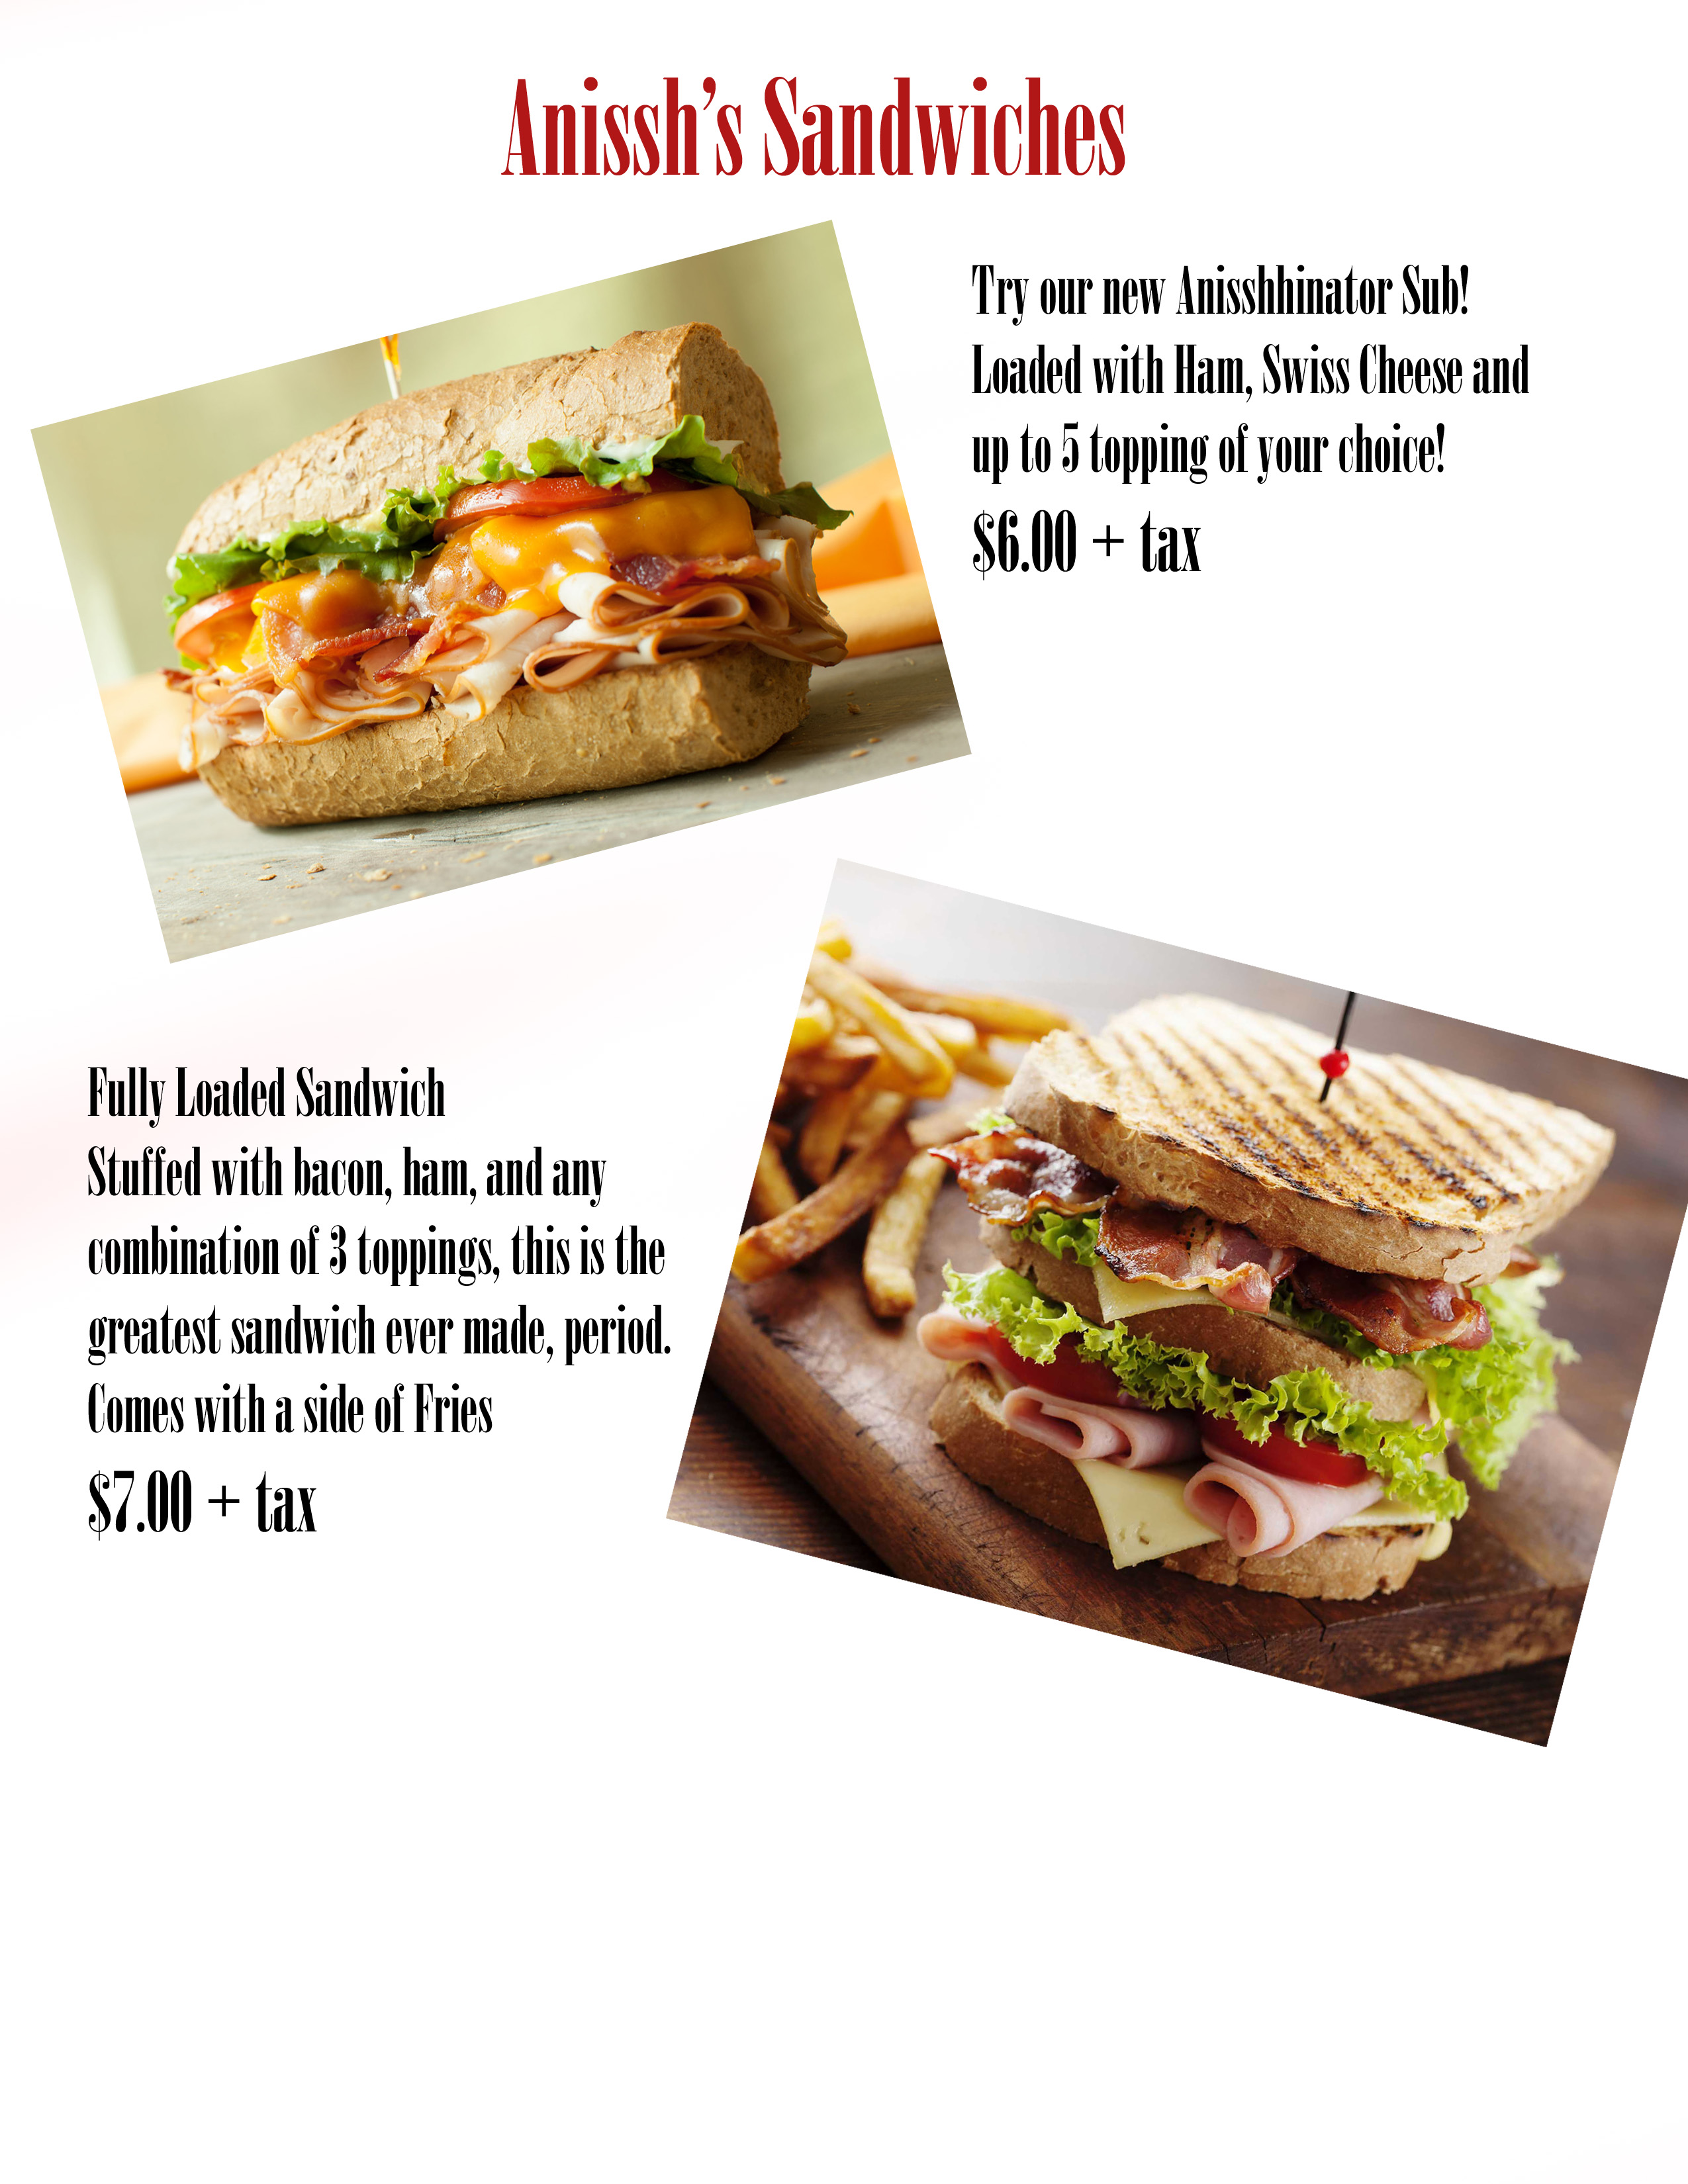 Anissh's Sandwiches
Try our new Anisshhinator Sub!
Loaded with Ham, Swiss Cheese and
up to 5 topping of your choice!
$6.00 + tax
Fully Loaded Sandwich
Stuffed with bacon, ham, and any
combination of 3 toppings, this is the
greatest sandwich ever made, period.
Comes with a side of Fries
$7.00 + tax